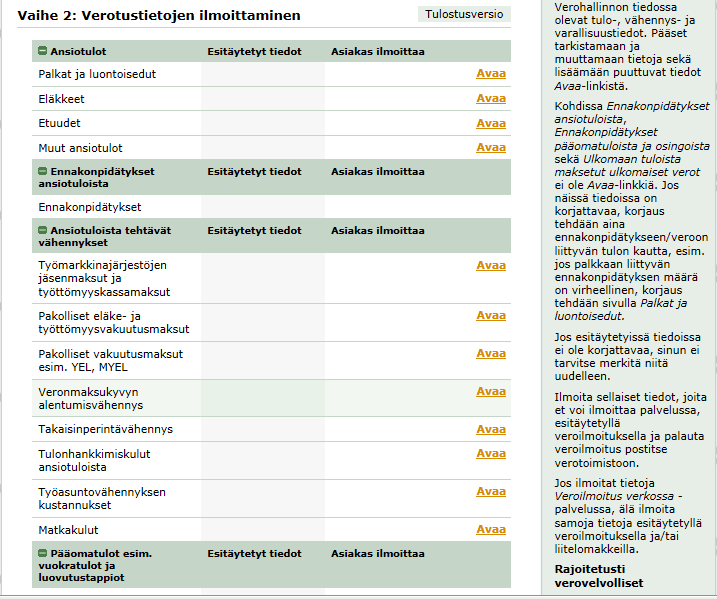 Vaihe 2: Verotustietojen ilmoittaminen
Tulostusversio
Ansiotulot Esitäytetyt tiedot Asiakas ilmoittaa
Palkat ja luontoisedut Avaa
Eläkkeet Avaa
Etuudet Avaa
Muut ansiotulot Avaa
Ennakonpidätykset Esitäytetyt tiedot Asiakas ilmoittaa
ansiotuloista
Ennakonpidätykset
Ansiotuloista tehtävät Esitäytetyt tiedot Asiakas ilmoittaa
vähennykset
Työmarkkinajärjestöjen Avaa
jäsenmaksut ja
työttömyyskassamaksut
Pakolliset eläke- ja Avaa
työttömyysvakuutusmaksut
Pakolliset vakuutusmaksut Avaa
esim. YEL, MYEL
Veronmaksukyvyn Avaa
alentumisvähennys
Takaisinperintävähennys Avaa
Tulonhankkimiskulut Avaa
ansiotuloista
Työasuntovähennyksen Avaa
kustannukset
Matkakulut Avaa
Pääomatulot esim. Esitäytetyt tiedot Asiakas ilmoittaa
vuokratulot ja
luovutustappiot
Verohallinnon tiedossa
olevat tulo-, vähennys- ja
varallisuustiedot. Pääset
tarkistamaan ja
muuttamaan tietoja sekä
lisäämään puuttuvat tiedot
Avaa-linkistä.
Kohdissa Ennakonpidätykset
ansiotuloista,
Ennakonpidätykset
pääomatuloista ja osingoista
sekä Ulkomaan tuloista
maksetut ulkomaiset verot
ei ole Avaa-linkkiä. Jos
näissä tiedoissa on
korjattavaa, korjaus
tehdään aina
ennakonpidätykseen/veroon
liittyvän tulon kautta, esim.
jos palkkaan liittyvän
ennakonpidätyksen määrä
on virheellinen, korjaus
tehdään sivulla Palkat ja
luontoisedut.
Jos esitäytetyissä tiedoissa
ei ole korjattavaa, sinun ei
tarvitse merkitä niitä
uudelleen.
Ilmoita sellaiset tiedot, joita
et voi ilmoittaa palvelussa,
esitäytetyllä
veroilmoituksella ja palauta
veroilmoitus postitse
verotoimistoon.
Jos ilmoitat tietoja
Veroilmoitus verkossa -
palvelussa, älä ilmoita
samoja tietoja esitäytetyllä
veroilmoituksella ja/tai
liitelomakkeilla.
Rajoitetusti
verovelvolliset